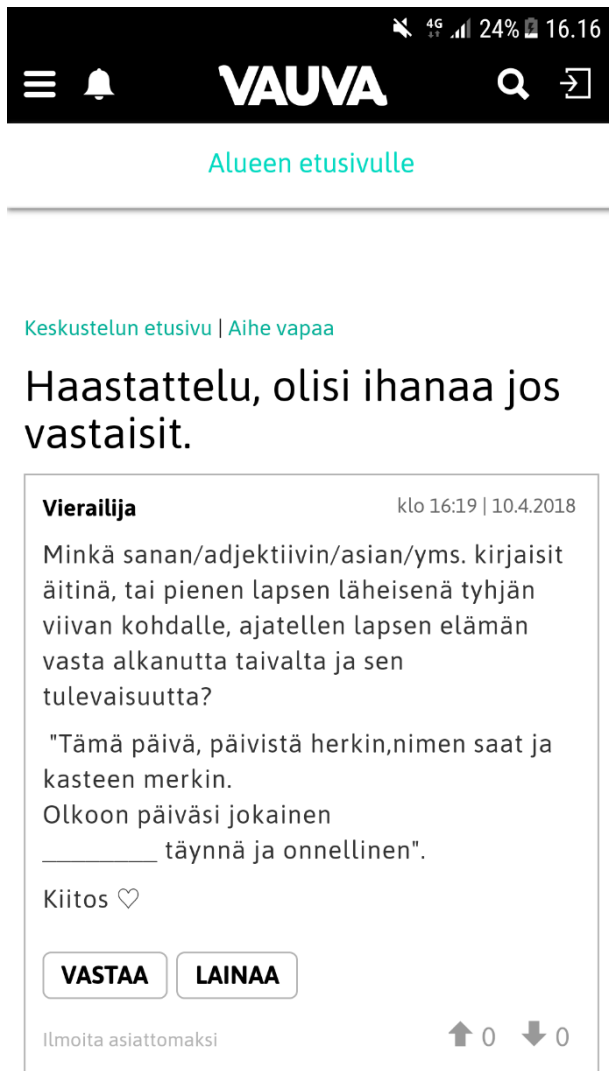 4G 24% 16.16
VAUVA
Alueen etusivulle
Keskustelun etusivu | Aihe vapaa
Haastattelu, olisi ihanaa jos
vastaisit.
Vierailija klo 16:19 | 10.4.2018
Minkä sanan/adjektiivin/asian/yms. kirjaisit
äitinä, tai pienen lapsen läheisenä tyhjän
viivan kohdalle, ajatellen lapsen elämän
vasta alkanutta taivalta ja sen
tulevaisuutta?
"Tämä päivä, päivistä herkin,nimen saat ja
kasteen merkin.
Olkoon päiväsi jokainen
________ täynnä ja onnellinen".
Kiitos ♡
VASTAA LAINAA
Ilmoita asiattomaksi 0 0